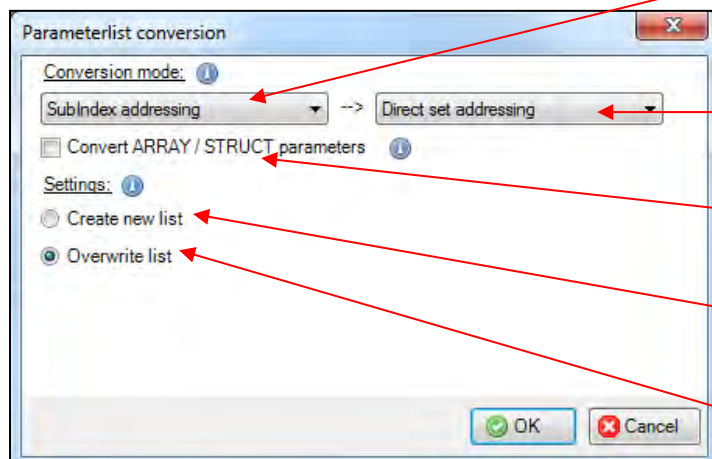 Parameterlist conversion
Conversion mode:
SubIndex addressing --> Direct set addressing
Convert ARRAY / STRUCT parameters
Settings:
Create new list
Overwrite list
OK Cancel